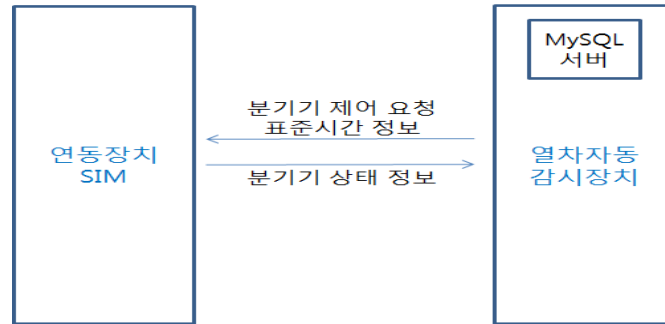 MySQL
서버
분기기 제어 요청
표준시간 정보
연동장치
SIM
분기기 상태 정보
열차자동
감시장치